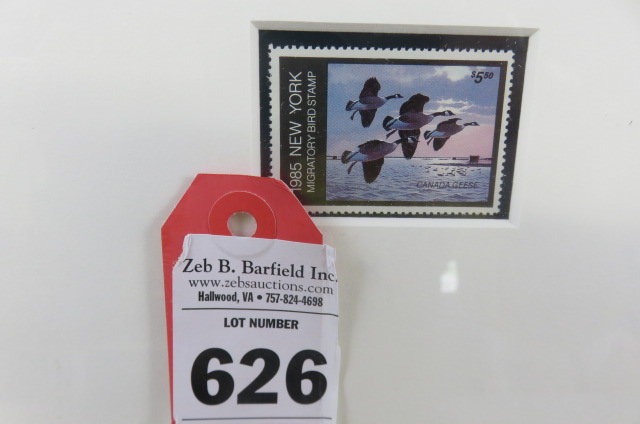 1985 NEW YORK
MIGRATORY BIRD STAMP
$5.50
CANADA GEESE
Zeb B. Barfield Inc.
www.zebsauctions.com
Hallwood, VA • 757-824-4698
LOT NUMBER
626